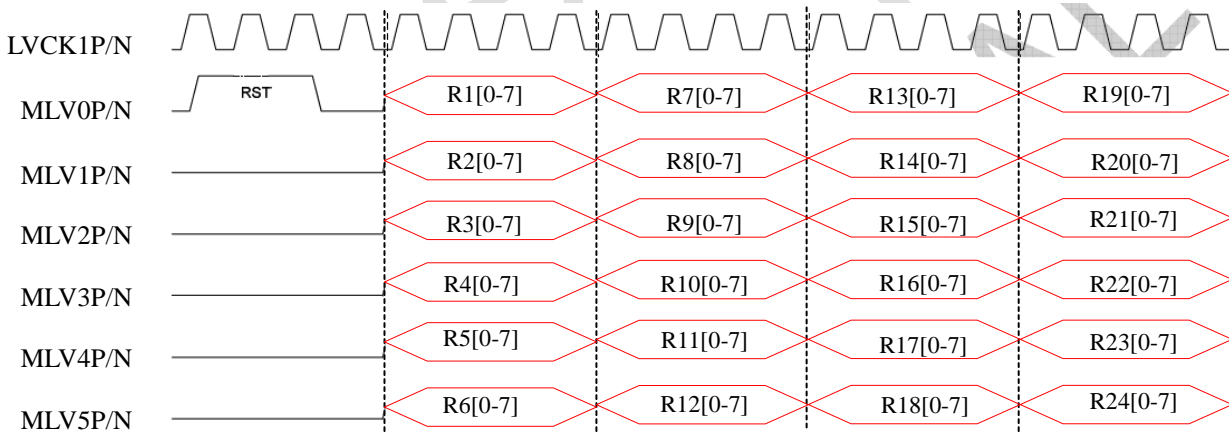 LVCK1P/N
MLV0P/N RST R1[0-7] R7[0-7] R13[0-7] R19[0-7]
MLV1P/N R2[0-7] R8[0-7] R14[0-7] R20[0-7]
MLV2P/N R3[0-7] R9[0-7] R15[0-7] R21[0-7]
MLV3P/N R4[0-7] R10[0-7] R16[0-7] R22[0-7]
MLV4P/N R5[0-7] R11[0-7] R17[0-7] R23[0-7]
MLV5P/N R6[0-7] R12[0-7] R18[0-7] R24[0-7]